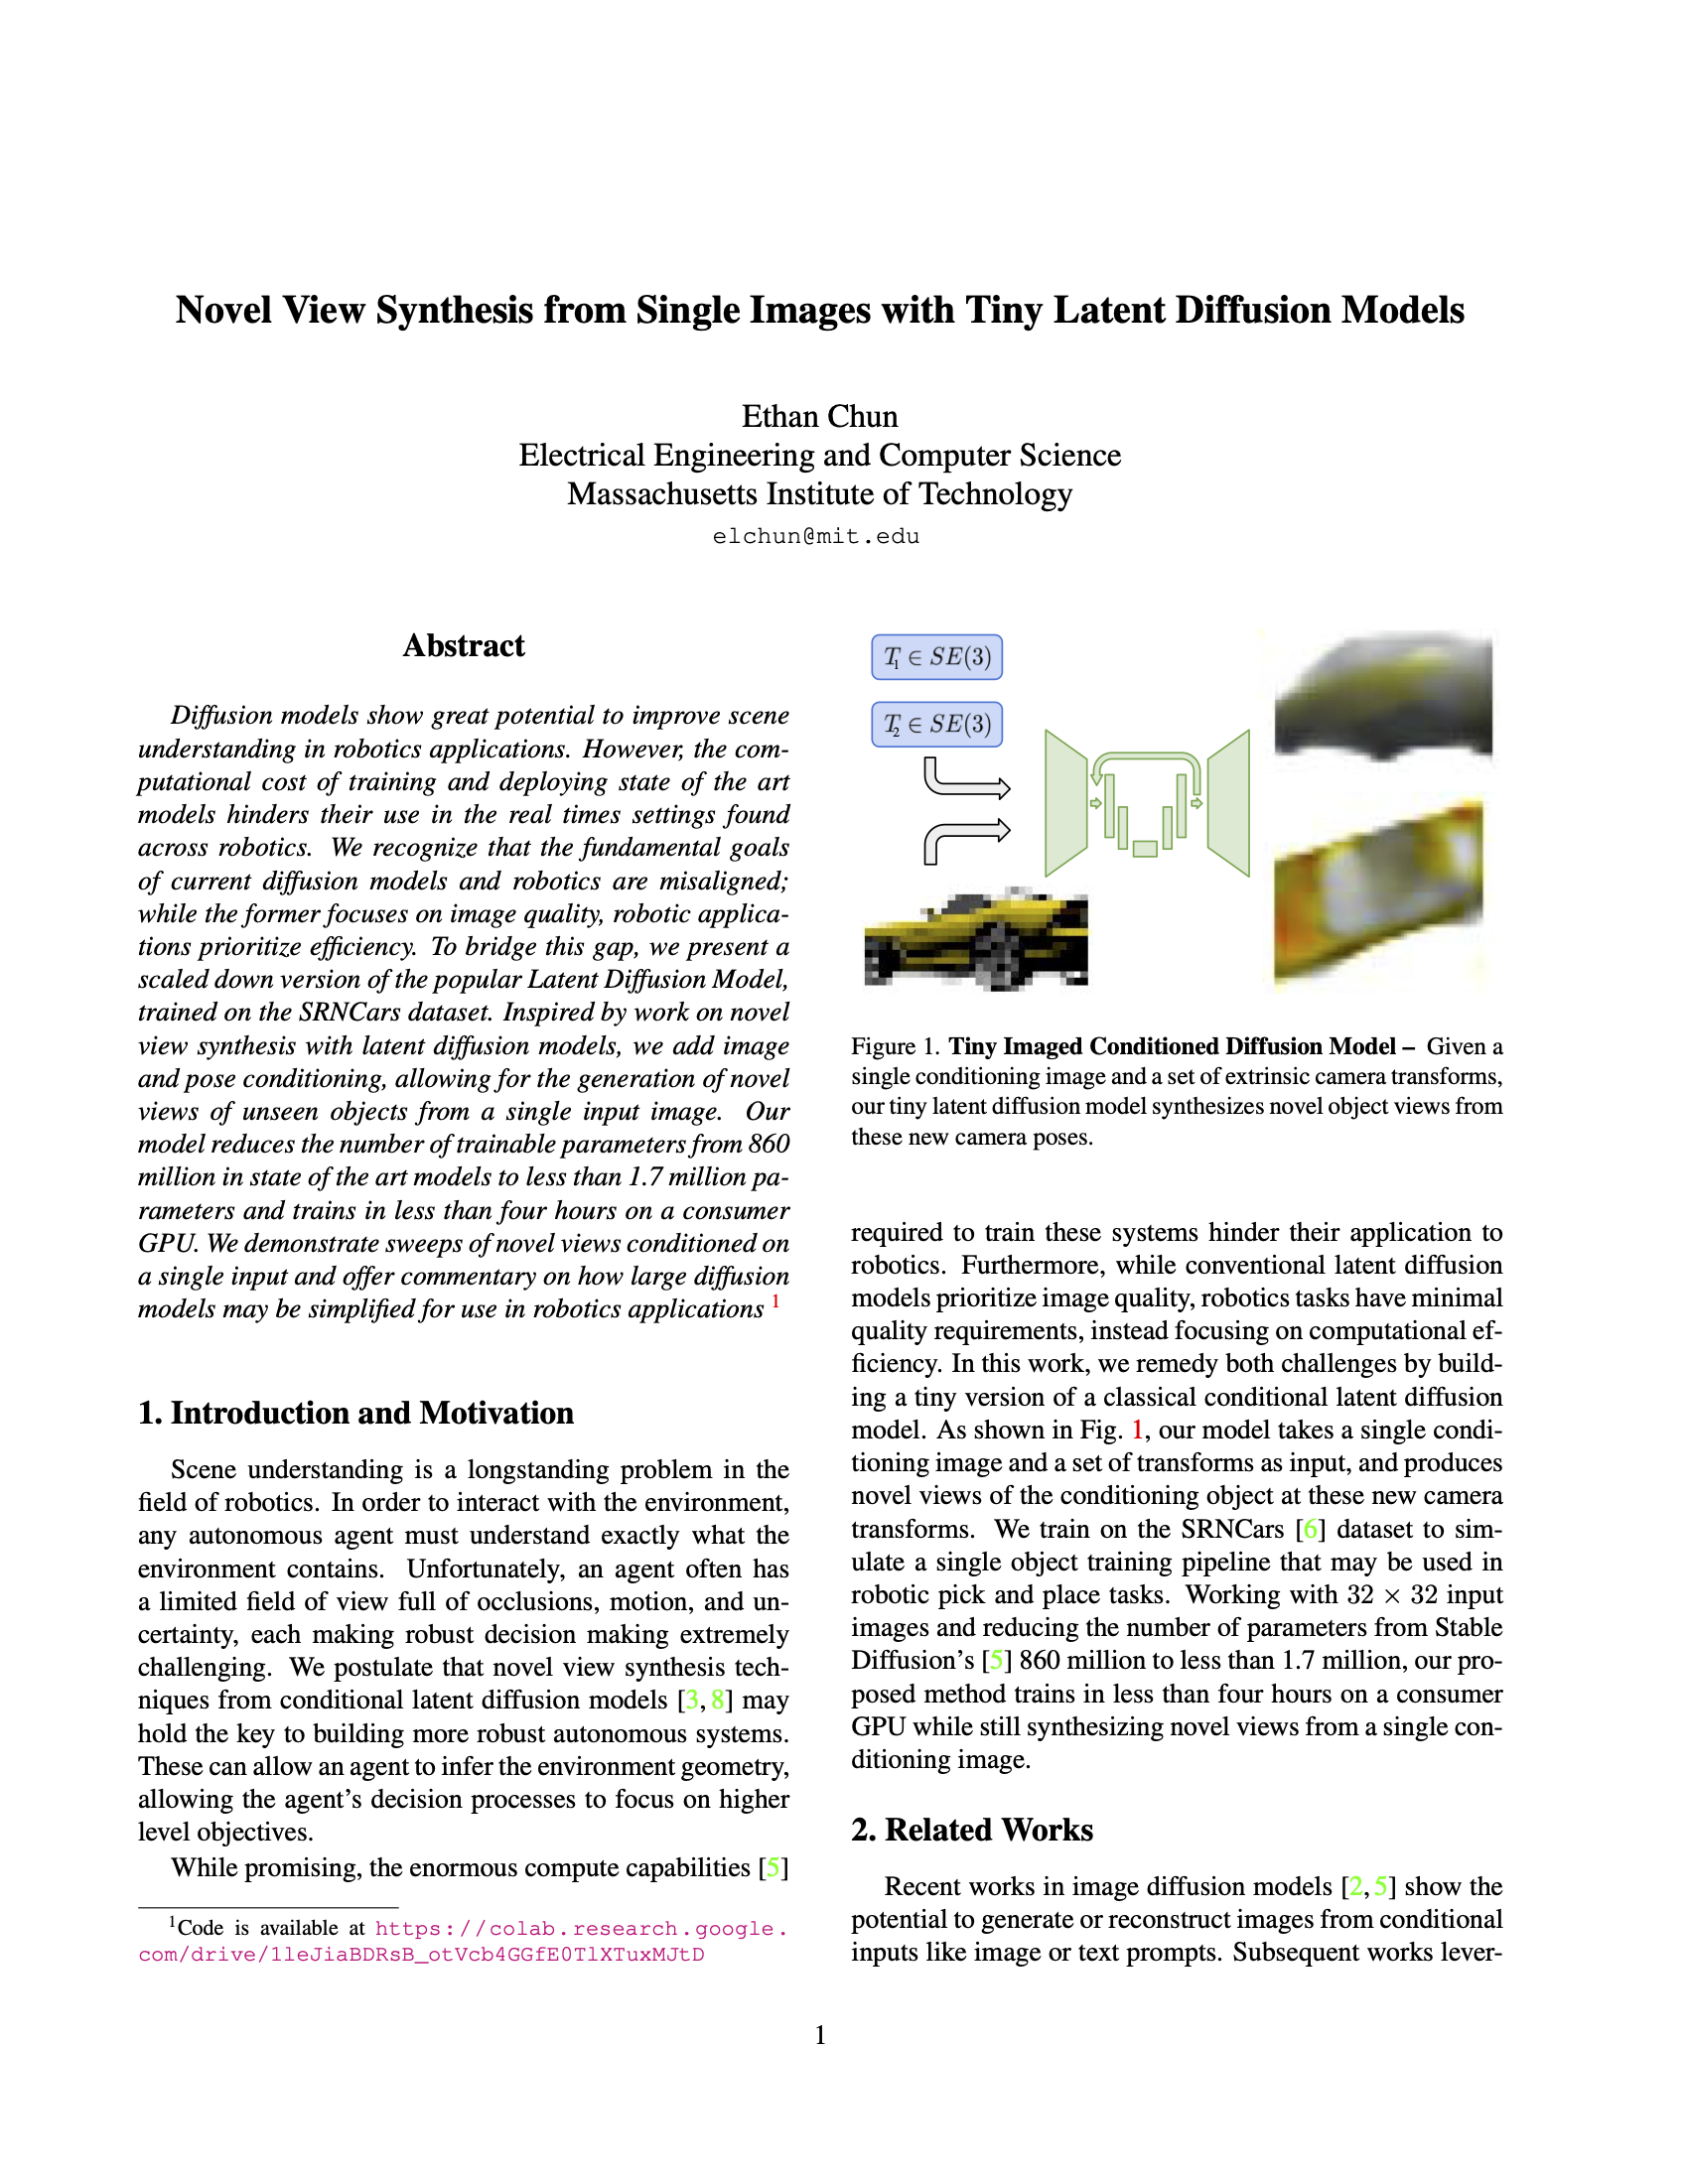 Novel View Synthesis from Single Images with Tiny Latent Diffusion Models
Ethan Chun
Electrical Engineering and Computer Science
Massachusetts Institute of Technology
elchun@mit.edu
Abstract
Diffusion models show great potential to improve scene
understanding in robotics applications. However, the com-
putational cost of training and deploying state of the art
models hinders their use in the real times settings found
across robotics. We recognize that the fundamental goals
of current diffusion models and robotics are misaligned;
while the former focuses on image quality, robotic applica-
tions prioritize efficiency. To bridge this gap, we present a
scaled down version of the popular Latent Diffusion Model,
trained on the SRNCars dataset. Inspired by work on novel
view synthesis with latent diffusion models, we add image
and pose conditioning, allowing for the generation of novel
views of unseen objects from a single input image. Our
model reduces the number of trainable parameters from 860
million in state of the art models to less than 1.7 million pa-
rameters and trains in less than four hours on a consumer
GPU. We demonstrate sweeps of novel views conditioned on
a single input and offer commentary on how large diffusion
models may be simplified for use in robotics applications 1
1. Introduction and Motivation
Scene understanding is a longstanding problem in the
field of robotics. In order to interact with the environment,
any autonomous agent must understand exactly what the
environment contains. Unfortunately, an agent often has
a limited field of view full of occlusions, motion, and un-
certainty, each making robust decision making extremely
challenging. We postulate that novel view synthesis tech-
niques from conditional latent diffusion models [3, 8] may
hold the key to building more robust autonomous systems.
These can allow an agent to infer the environment geometry,
allowing the agent's decision processes to focus on higher
level objectives.
While promising, the enormous compute capabilities [5]
1Code is available at https://colab.research.google.
com/drive/1leJiaBDRsB_otVcb4GGfE0TlXTuxMJtD
T1 ∈ SE(3)
T2 ∈ SE(3)
Figure 1. Tiny Imaged Conditioned Diffusion Model – Given a
single conditioning image and a set of extrinsic camera transforms,
our tiny latent diffusion model synthesizes novel object views from
these new camera poses.
required to train these systems hinder their application to
robotics. Furthermore, while conventional latent diffusion
models prioritize image quality, robotics tasks have minimal
quality requirements, instead focusing on computational ef-
ficiency. In this work, we remedy both challenges by build-
ing a tiny version of a classical conditional latent diffusion
model. As shown in Fig. 1, our model takes a single condi-
tioning image and a set of transforms as input, and produces
novel views of the conditioning object at these new camera
transforms. We train on the SRNCars [6] dataset to sim-
ulate a single object training pipeline that may be used in
robotic pick and place tasks. Working with 32 × 32 input
images and reducing the number of parameters from Stable
Diffusion's [5] 860 million to less than 1.7 million, our pro-
posed method trains in less than four hours on a consumer
GPU while still synthesizing novel views from a single con-
ditioning image.
2. Related Works
Recent works in image diffusion models [2, 5] show the
potential to generate or reconstruct images from conditional
inputs like image or text prompts. Subsequent works lever-
1